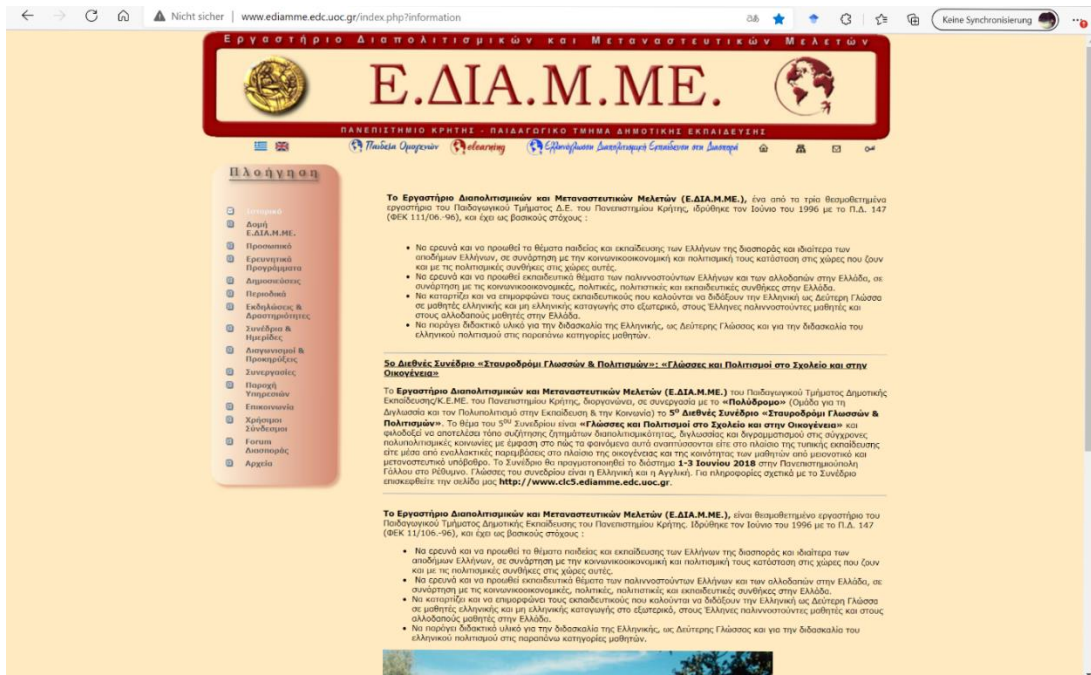 Nicht sicher | www.ediamme.edc.uoc.gr/index.php?information
Keine Synchronisierung
Εργαστήριο Διαπολιτισμικών και Μεταναστευτικών Μελετών
Ε.ΔΙΑ.Μ.ΜΕ.
ΠΑΝΕΠΙΣΤΗΜΙΟ ΚΡΗΤΗΣ - ΠΑΙΔΑΓΩΓΙΚΟ ΤΜΗΜΑ ΔΗΜΟΤΙΚΗΣ ΕΚΠΑΙΔΕΥΣΗΣ
Παιδεία Ομογενών elearning Ελληνόγλωσση Διαπολιτισμική Εκπαίδευση στη Διασπορά
Πλοήγηση
Ιστορικό
Δομή
Ε.ΔΙΑ.Μ.ΜΕ.
Προσωπικό
Ερευνητικά
Προγράμματα
Δημοσιεύσεις
Περιοδικά
Εκδηλώσεις &
Δραστηριότητες
Συνέδρια &
Ημερίδες
Διαγωνισμοί &
Προκηρύξεις
Συνεργασίες
Παροχή
Υπηρεσιών
Επικοινωνία
Χρήσιμοι
Σύνδεσμοι
Forum
Διασποράς
Αρχεία
Το Εργαστήριο Διαπολιτισμικών και Μεταναστευτικών Μελετών (Ε.ΔΙΑ.Μ.ΜΕ.), ένα από τα τρία θεσμοθετημένα
εργαστήρια του Παιδαγωγικού Τμήματος Δ.Ε. του Πανεπιστημίου Κρήτης, ιδρύθηκε τον Ιούνιο του 1996 με το Π.Δ. 147
(ΦΕΚ 111/06.-96), και έχει ως βασικούς στόχους :
• Να ερευνά και να προωθεί τα θέματα παιδείας και εκπαίδευσης των Ελλήνων της διασποράς και ιδιαίτερα των
αποδήμων Ελλήνων, σε συνάρτηση με την κοινωνικοοικονομική και πολιτισμική τους κατάσταση στις χώρες που ζουν
και με τις πολιτισμικές συνθήκες στις χώρες αυτές.
• Να ερευνά και να προωθεί εκπαιδευτικά θέματα των παλιννοστούντων Ελλήνων και των αλλοδαπών στην Ελλάδα, σε
συνάρτηση με τις κοινωνικοοικονομικές, πολιτικές, πολιτιστικές και εκπαιδευτικές συνθήκες στην Ελλάδα.
• Να καταρτίζει και να επιμορφώνει τους εκπαιδευτικούς που καλούνται να διδάξουν την Ελληνική ως Δεύτερη Γλώσσα
σε μαθητές ελληνικής και μη ελληνικής καταγωγής στο εξωτερικό, στους Έλληνες παλιννοστούντες μαθητές και
στους αλλοδαπούς μαθητές στην Ελλάδα.
• Να παράγει διδακτικό υλικό για την διδασκαλία της Ελληνικής, ως Δεύτερης Γλώσσας και για την διδασκαλία του
ελληνικού πολιτισμού στις παραπάνω κατηγορίες μαθητών.
5ο Διεθνές Συνέδριο «Σταυροδρόμι Γλωσσών & Πολιτισμών»: «Γλώσσες και Πολιτισμοί στο Σχολείο και στην
Οικογένεια»
Το Εργαστήριο Διαπολιτισμικών και Μεταναστευτικών Μελετών (Ε.ΔΙΑ.Μ.ΜΕ.) του Παιδαγωγικού Τμήματος Δημοτικής
Εκπαίδευσης/Κ.Ε.ΜΕ. του Πανεπιστημίου Κρήτης, διοργανώνει, σε συνεργασία με το «Πολύδρομο» (Ομάδα για τη
Διγλωσσία και τον Πολυπολιτισμό στην Εκπαίδευση & την Κοινωνία) το 5ο Διεθνές Συνέδριο «Σταυροδρόμι Γλωσσών &
Πολιτισμών». Το θέμα του 5ου Συνεδρίου είναι «Γλώσσες και Πολιτισμοί στο Σχολείο και στην Οικογένεια» και
φιλοδοξεί να αποτελέσει τόπο συζήτησης ζητημάτων διαπολιτισμικότητας, διγλωσσίας και διγραμματισμού στις σύγχρονες
πολυπολιτισμικές κοινωνίες με έμφαση στο πώς τα φαινόμενα αυτά αναπτύσσονται είτε στο πλαίσιο της τυπικής εκπαίδευσης
είτε μέσα από εναλλακτικές παρεμβάσεις στο πλαίσιο της οικογένειας και της κοινότητας των μαθητών από μειονοτικό και
μεταναστευτικό υπόβαθρο. Το Συνέδριο θα πραγματοποιηθεί το διάστημα 1-3 Ιουνίου 2018 στην Πανεπιστημιούπολη
Γάλλου στο Ρέθυμνο. Γλώσσες του συνεδρίου είναι η Ελληνική και η Αγγλική. Για πληροφορίες σχετικά με το Συνέδριο
επισκεφθείτε την σελίδα μας http://www.clc5.ediamme.edc.uoc.gr.
Το Εργαστήριο Διαπολιτισμικών και Μεταναστευτικών Μελετών (Ε.ΔΙΑ.Μ.ΜΕ.), είναι θεσμοθετημένο εργαστήριο του
Παιδαγωγικού Τμήματος Δημοτικής Εκπαίδευσης του Πανεπιστημίου Κρήτης. Ιδρύθηκε τον Ιούνιο του 1996 με το Π.Δ. 147
(ΦΕΚ 11/106.-96), και έχει ως βασικούς στόχους :
• Να ερευνά και να προωθεί τα θέματα παιδείας και εκπαίδευσης των Ελλήνων της διασποράς και ιδιαίτερα των
αποδήμων Ελλήνων, σε συνάρτηση με την κοινωνικοοικονομική και πολιτισμική τους κατάσταση στις χώρες που ζουν
και με τις πολιτισμικές συνθήκες στις χώρες αυτές.
• Να ερευνά και να προωθεί εκπαιδευτικά θέματα των παλιννοστούντων Ελλήνων και των αλλοδαπών στην Ελλάδα, σε
συνάρτηση με τις κοινωνικοοικονομικές, πολιτικές, πολιτιστικές και εκπαιδευτικές συνθήκες στην Ελλάδα.
• Να καταρτίζει και να επιμορφώνει τους εκπαιδευτικούς που καλούνται να διδάξουν την Ελληνική ως Δεύτερη Γλώσσα
σε μαθητές ελληνικής και μη ελληνικής καταγωγής στο εξωτερικό, στους Έλληνες παλιννοστούντες μαθητές και στους
αλλοδαπούς μαθητές στην Ελλάδα.
• Να παράγει διδακτικό υλικό για την διδασκαλία της Ελληνικής, ως Δεύτερης Γλώσσας και για την διδασκαλία του
ελληνικού πολιτισμού στις παραπάνω κατηγορίες μαθητών.